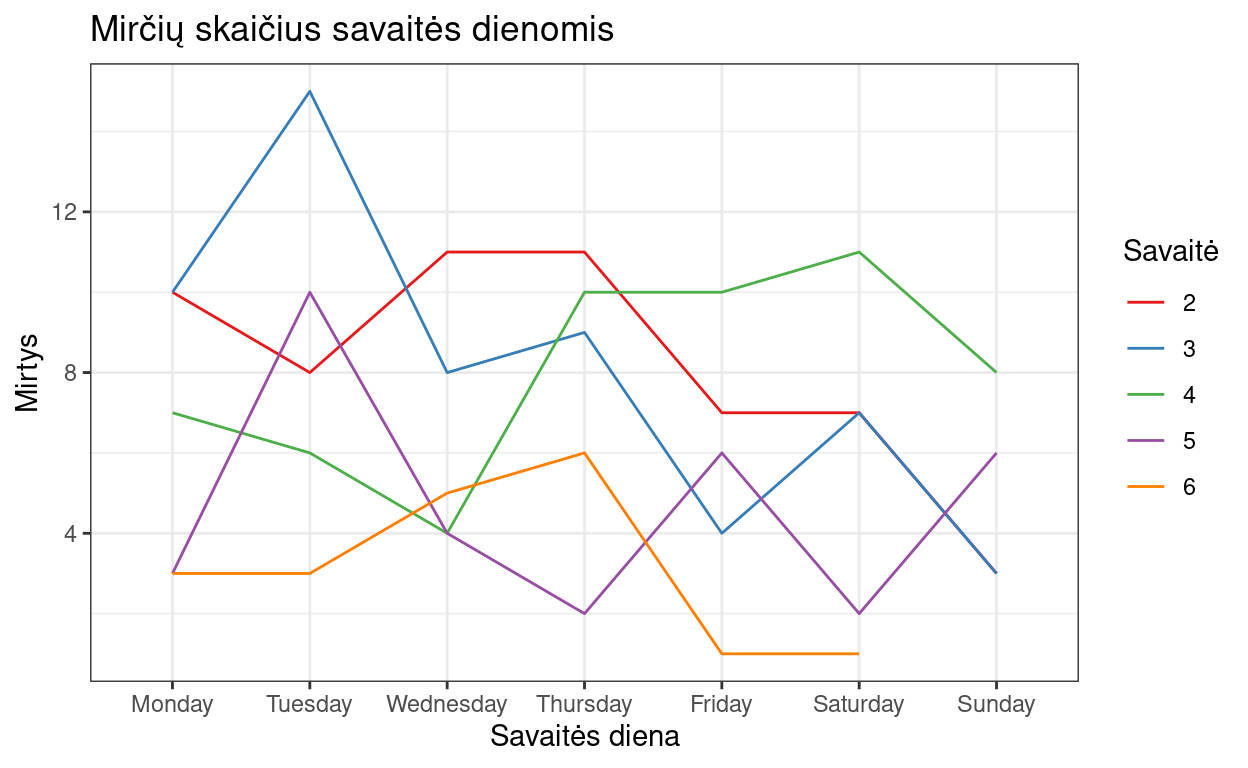 Mirčių skaičius savaitės dienomis
Mirtys
12
8
4
Monday Tuesday Wednesday Thursday Friday Saturday Sunday
Savaitės diena
Savaitė
2
3
4
5
6